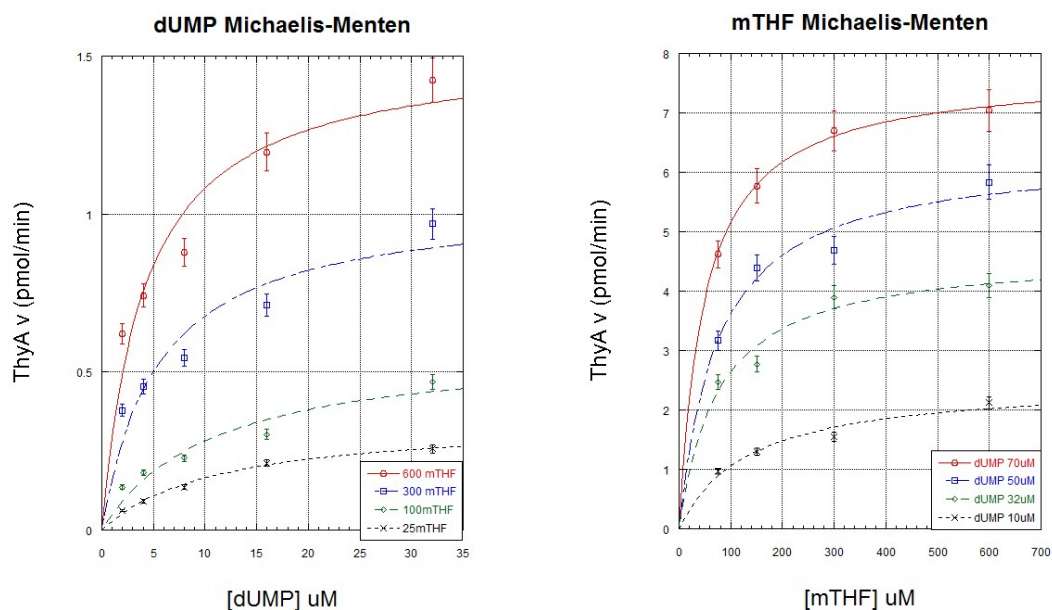 dUMP Michaelis-Menten
ThyA v (pmol/min)
1.5
1
0.5
0
0 5 10 15 20 25 30 35
600 mTHF
300 mTHF
100mTHF
25mTHF
[dUMP] uM
mTHF Michaelis-Menten
ThyA v (pmol/min)
8
7
6
5
4
3
2
1
0
0 100 200 300 400 500 600 700
dUMP 70uM
dUMP 50uM
dUMP 32uM
dUMP 10uM
[mTHF] uM